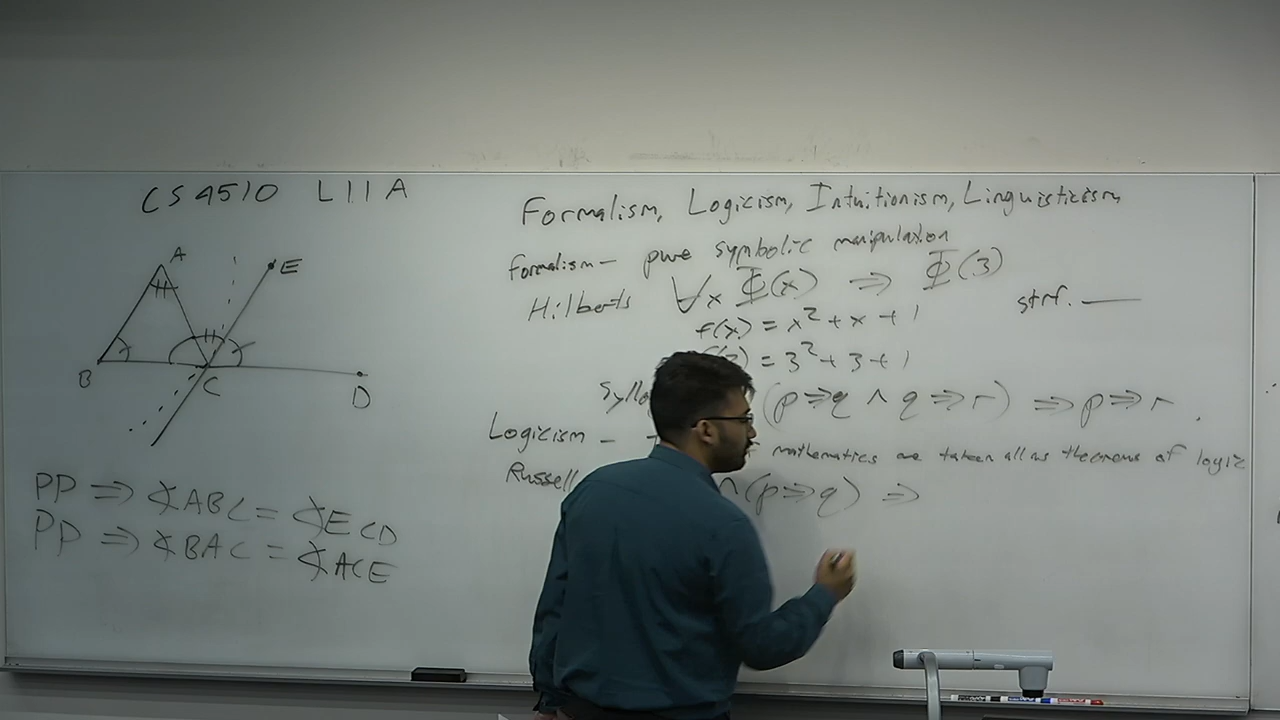 CS 4510 L11A
A
E
B
C
D
PP ⇒ ∢ABC = ∢ECD
PP ⇒ ∢BAC = ∢ACE
Formalism, Logicism, Intuitionism, Linguisticism
Formalism – pure symbolic manipulation
Hilberts ∀x Φ(x) ⇒ Φ(3)
f(x) = x² + x + 1
= 3² + 3 + 1
(p⇒q ∧ q⇒r) ⇒ p⇒r.
Logicism – mathematics are taken all as theorems of logic
Russell ∧(p⇒q) ⇒